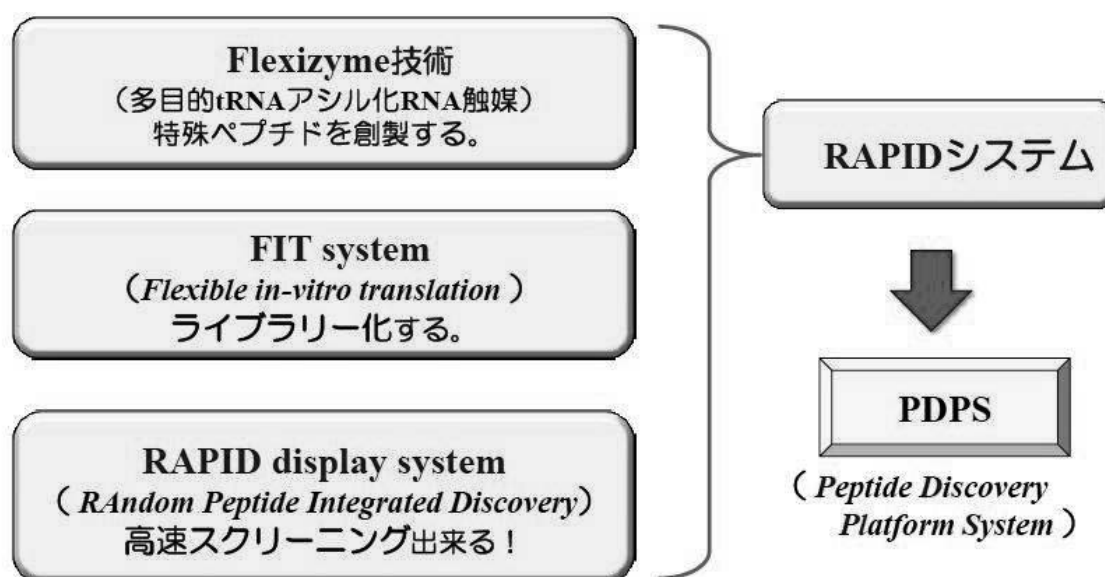 Flexizyme技術
（多目的tRNAアシル化RNA触媒）
特殊ペプチドを創製する。
FIT system
（Flexible in-vitro translation ）
ライブラリー化する。
RAPID display system
（ RAndom Peptide Integrated Discovery）
高速スクリーニング出来る！
RAPIDシステム
PDPS
（ Peptide Discovery
Platform System ）